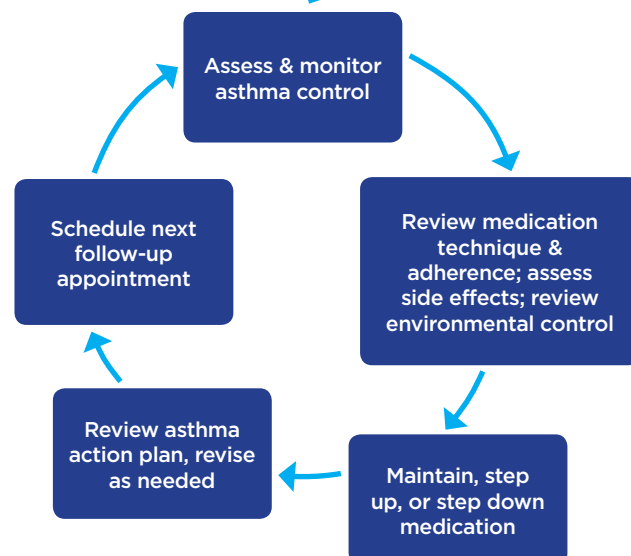 Assess & monitor
asthma control
Review medication
technique &
adherence; assess
side effects; review
environmental control
Maintain, step
up, or step down
medication
Review asthma
action plan, revise
as needed
Schedule next
follow-up
appointment